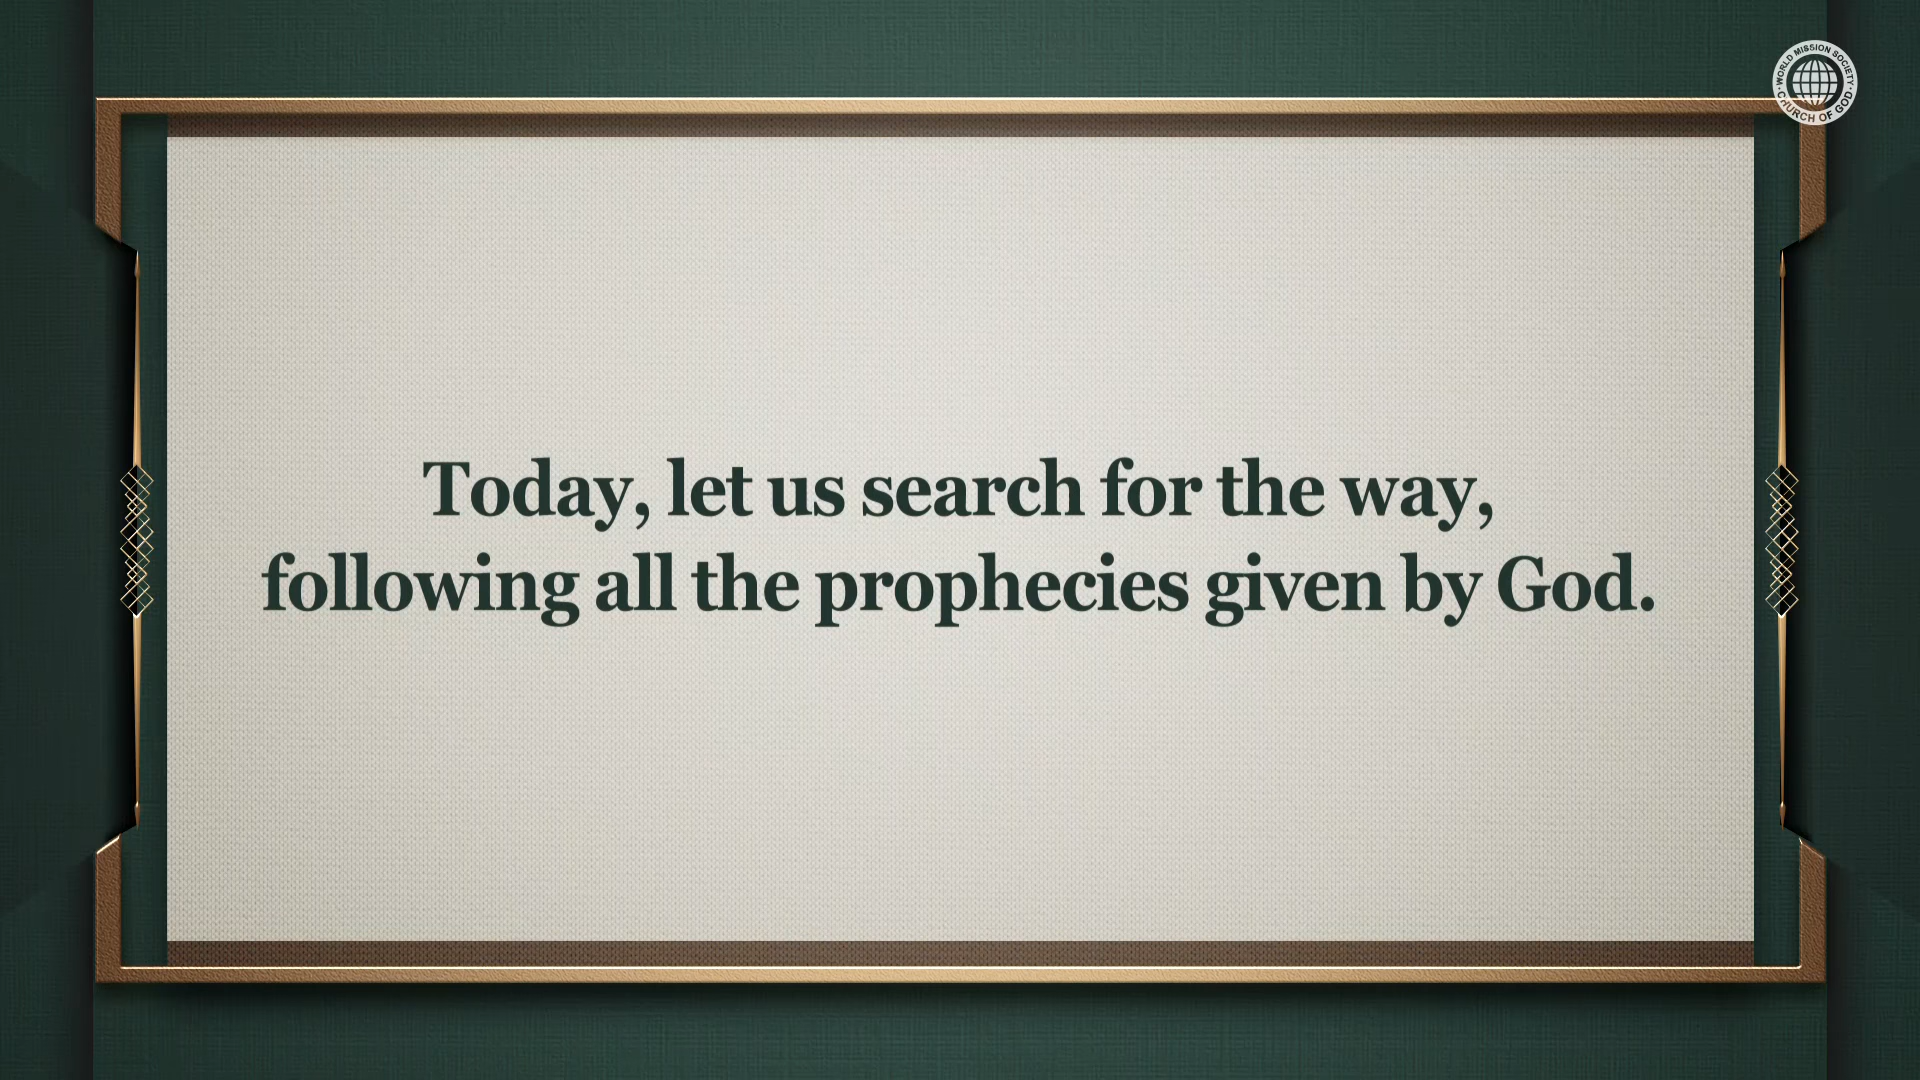 WORLD MISSION SOCIETY
CHURCH OF GOD
Today, let us search for the way,
following all the prophecies given by God.